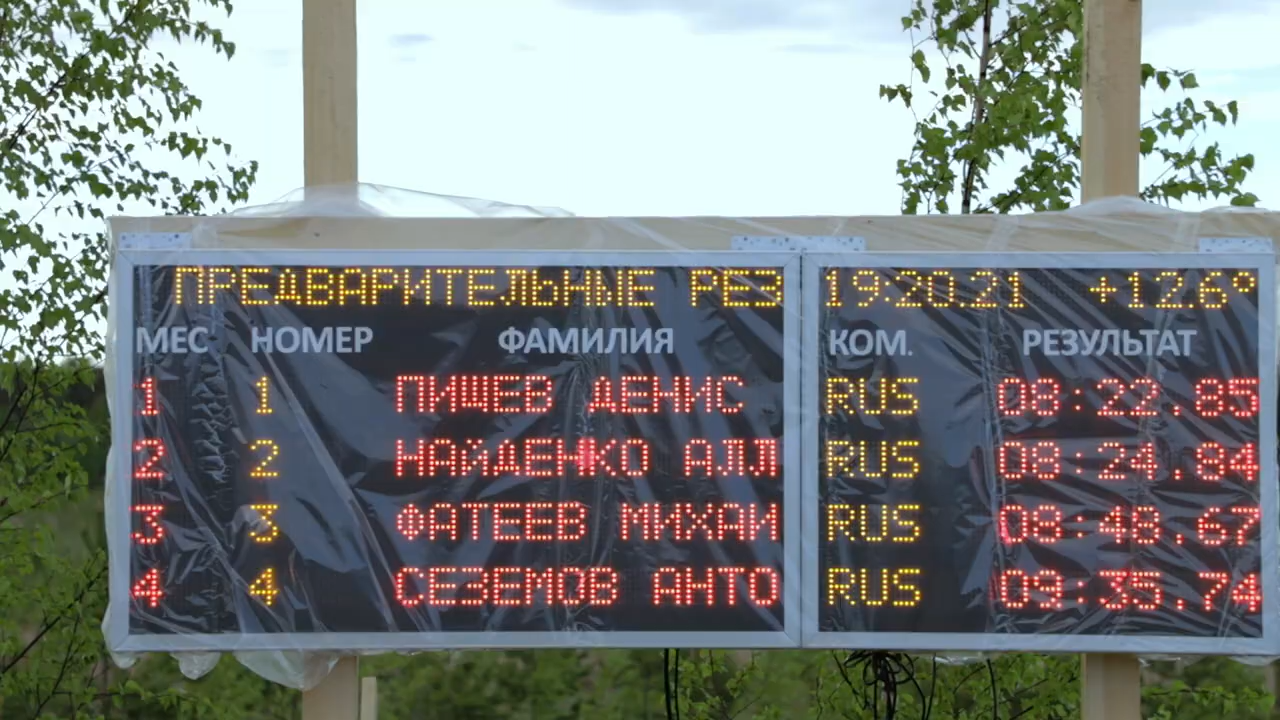 ПРЕДВАРИТЕЛЬНЫЕ РЕЗ 19:20:21 +12.6°
МЕС НОМЕР ФАМИЛИЯ КОМ. РЕЗУЛЬТАТ
1 1 ПИЩЕВ ДЕНИС RUS 08:22.85
2 2 НАЙДЕНКО АЛЛ RUS 08:24.84
3 3 ФАТЕЕВ МИХАИ RUS 08:48.67
4 4 СЕЗЕМОВ АНТО RUS 09:35.74